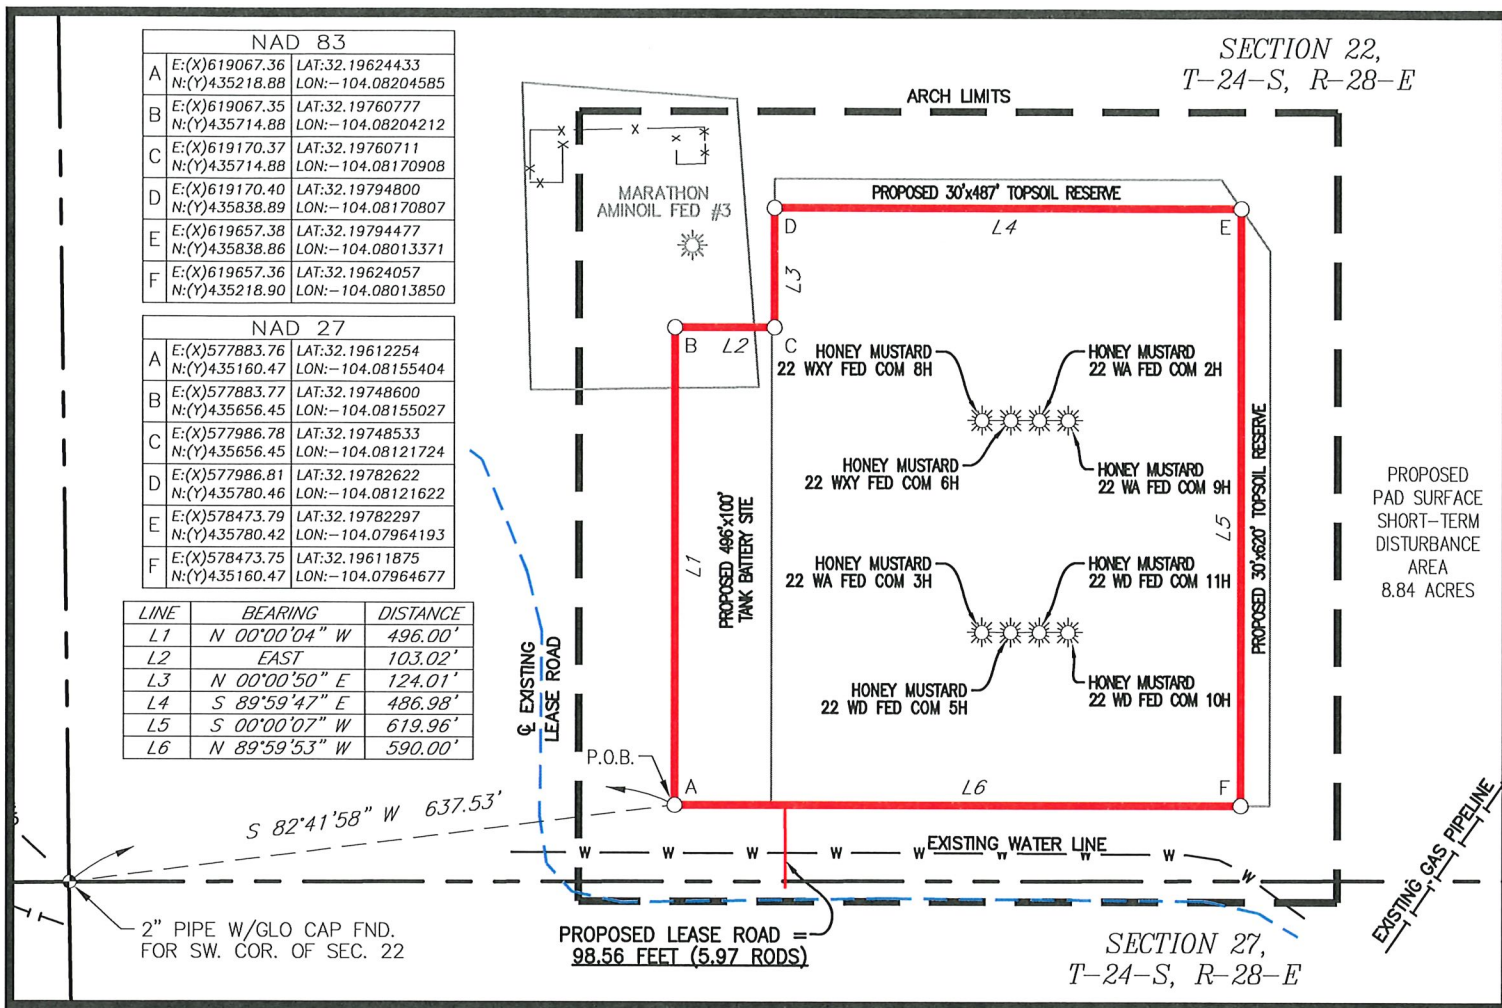 NAD 83
A E:(X)619067.36 LAT:32.19624433
N:(Y)435218.88 LON:-104.08204585
B E:(X)619067.35 LAT:32.19760777
N:(Y)435714.88 LON:-104.08204212
C E:(X)619170.37 LAT:32.19760711
N:(Y)435714.88 LON:-104.08170908
D E:(X)619170.40 LAT:32.19794800
N:(Y)435838.89 LON:-104.08170807
E E:(X)619657.38 LAT:32.19794477
N:(Y)435838.86 LON:-104.08013371
F E:(X)619657.36 LAT:32.19624057
N:(Y)435218.90 LON:-104.08013850
NAD 27
A E:(X)577883.76 LAT:32.19612254
N:(Y)435160.47 LON:-104.08155404
B E:(X)577883.77 LAT:32.19748600
N:(Y)435656.45 LON:-104.08155027
C E:(X)577986.78 LAT:32.19748533
N:(Y)435656.45 LON:-104.08121724
D E:(X)577986.81 LAT:32.19782622
N:(Y)435780.46 LON:-104.08121622
E E:(X)578473.79 LAT:32.19782297
N:(Y)435780.42 LON:-104.07964193
F E:(X)578473.75 LAT:32.19611875
N:(Y)435160.47 LON:-104.07964677
LINE BEARING DISTANCE
L1 N 00°00'04" W 496.00'
L2 EAST 103.02'
L3 N 00°00'50" E 124.01'
L4 S 89°59'47" E 486.98'
L5 S 00°00'07" W 619.96'
L6 N 89°59'53" W 590.00'
SECTION 22,
T-24-S, R-28-E
ARCH LIMITS
MARATHON
AMINOIL FED #3
PROPOSED 30'x487' TOPSOIL RESERVE
D
L4
E
L3
B
L2
C
HONEY MUSTARD
22 WXY FED COM 8H
HONEY MUSTARD
22 WA FED COM 2H
HONEY MUSTARD
22 WXY FED COM 6H
HONEY MUSTARD
22 WA FED COM 9H
L1
PROPOSED 496'x100'
TANK BATTERY SITE
L5
PROPOSED 30'x620' TOPSOIL RESERVE
PROPOSED
PAD SURFACE
SHORT-TERM
DISTURBANCE
AREA
8.84 ACRES
HONEY MUSTARD
22 WA FED COM 3H
HONEY MUSTARD
22 WD FED COM 11H
HONEY MUSTARD
22 WD FED COM 5H
HONEY MUSTARD
22 WD FED COM 10H
℄ EXISTING
LEASE ROAD
P.O.B.
A
L6
F
S 82°41'58" W 637.53'
W W W W W EXISTING WATER LINE W W W W
EXISTING GAS PIPELINE
2" PIPE W/GLO CAP FND.
FOR SW. COR. OF SEC. 22
PROPOSED LEASE ROAD =
98.56 FEET (5.97 RODS)
SECTION 27,
T-24-S, R-28-E